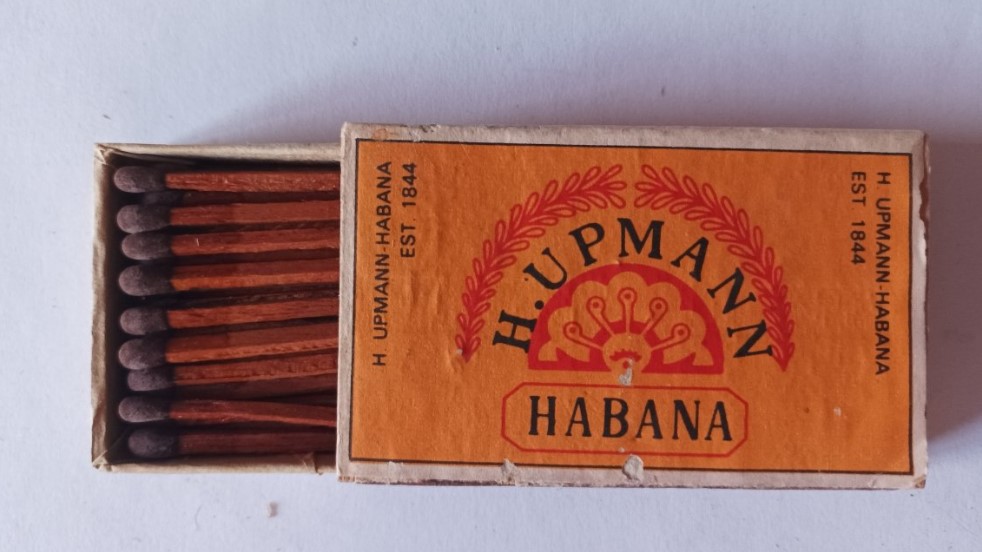 H UPMANN-HABANA
EST. 1844
H. UPMANN
HABANA
H UPMANN-HABANA
EST 1844